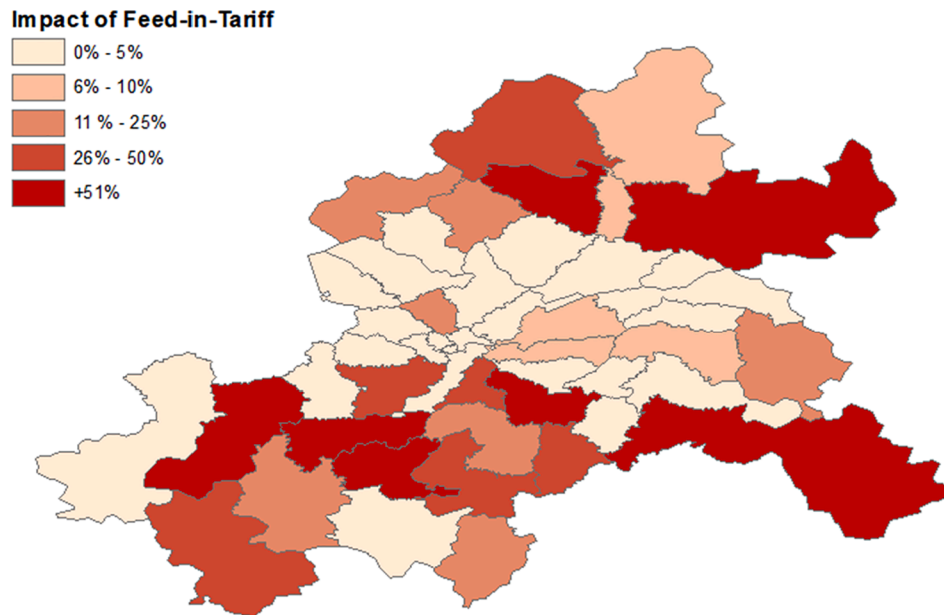 Impact of Feed-in-Tariff
0% - 5%
6% - 10%
11 % - 25%
26% - 50%
+51%